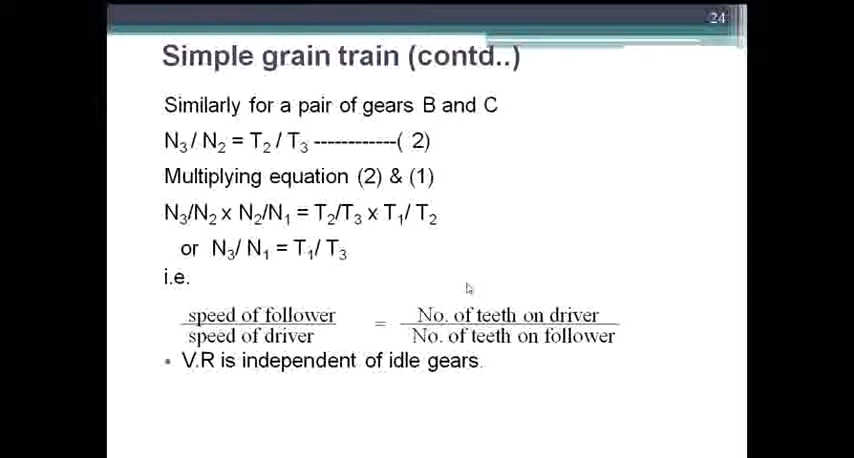 24
Simple grain train (contd..)
Similarly for a pair of gears B and C
N₃ / N₂ = T₂ / T₃ ------------( 2)
Multiplying equation (2) & (1)
N₃/N₂ x N₂/N₁ = T₂/T₃ x T₁/ T₂
or N₃/ N₁ = T₁/ T₃
i.e.
speed of follower / speed of driver = No. of teeth on driver / No. of teeth on follower
• V.R is independent of idle gears.